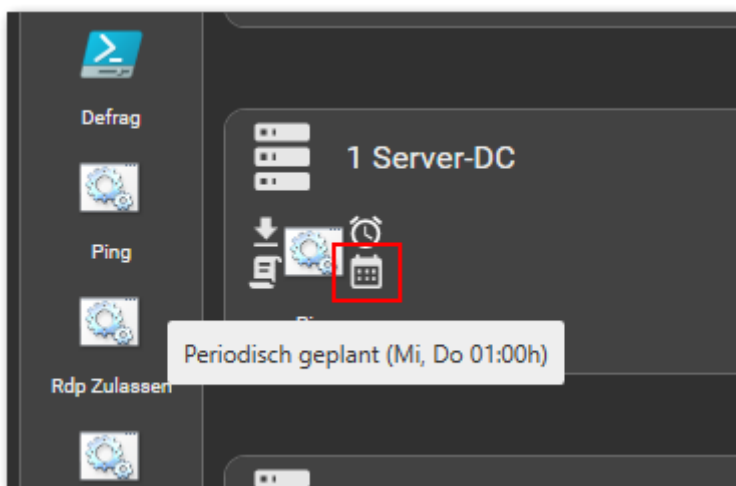 Defrag
1 Server-DC
Ping
Periodisch geplant (Mi, Do 01:00h)
Rdp Zulassen